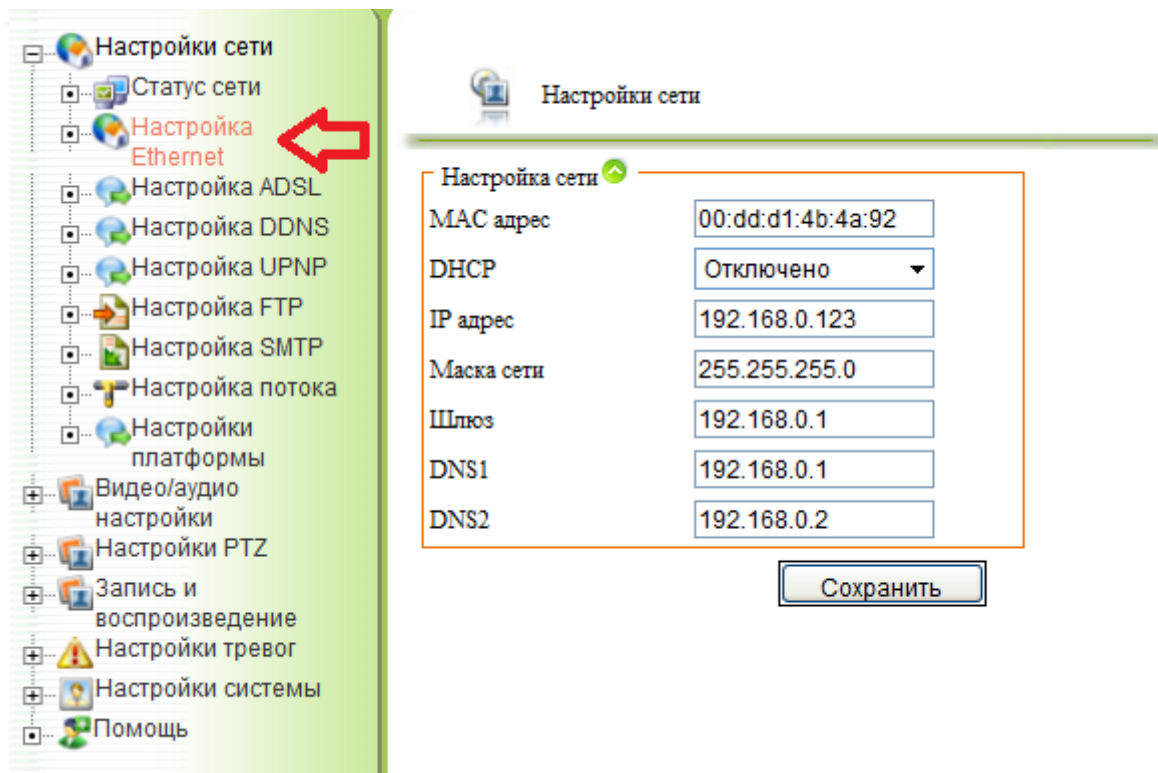 Настройки сети
Статус сети
Настройка
Ethernet
Настройка ADSL
Настройка DDNS
Настройка UPNP
Настройка FTP
Настройка SMTP
Настройка потока
Настройки
платформы
Видео/аудио
настройки
Настройки PTZ
Запись и
воспроизведение
Настройки тревог
Настройки системы
Помощь
Настройки сети
Настройка сети
MAC адрес 00:dd:d1:4b:4a:92
DHCP Отключено
IP адрес 192.168.0.123
Маска сети 255.255.255.0
Шлюз 192.168.0.1
DNS1 192.168.0.1
DNS2 192.168.0.2
Сохранить